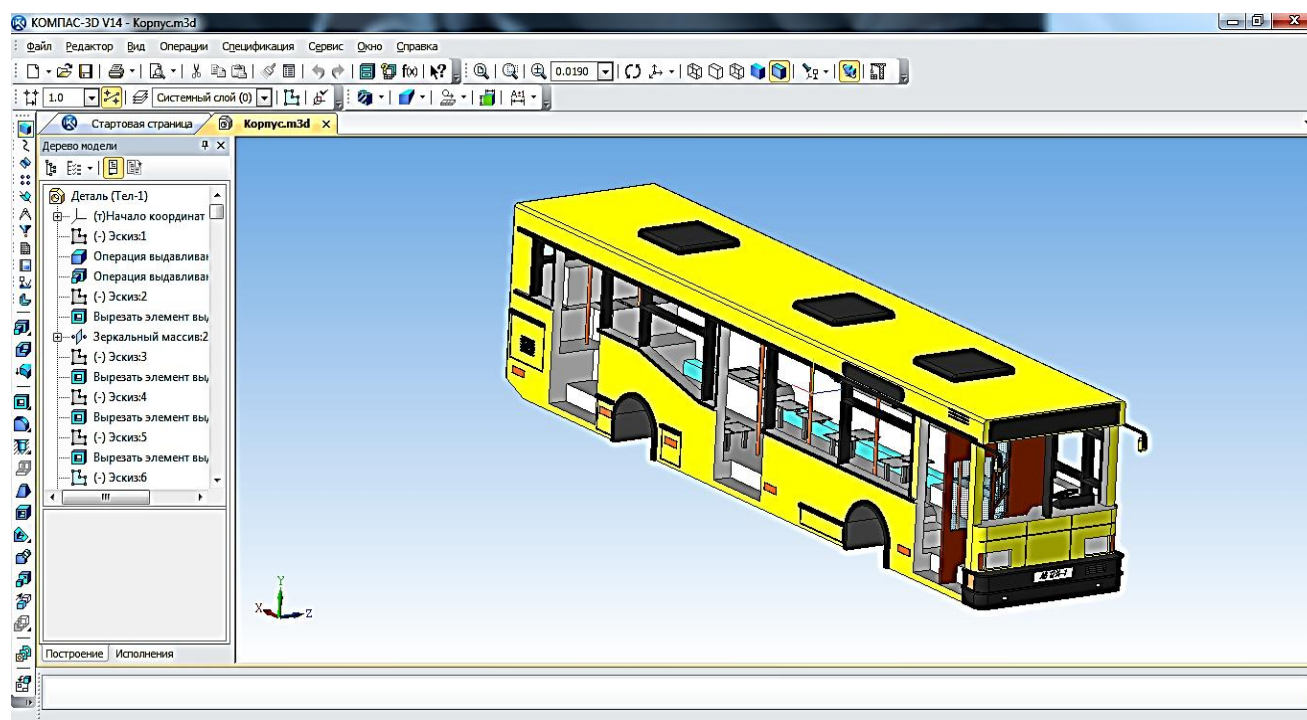 КОМПАС-3D V14 - Корпус.m3d
Файл Редактор Вид Операции Спецификация Сервис Окно Справка
0.0190
1.0 Системный слой (0)
Стартовая страница Корпус.m3d
Дерево модели
Деталь (Тел-1)
(т)Начало координат
(-) Эскиз:1
Операция выдавливан
Операция выдавливан
(-) Эскиз:2
Вырезать элемент вы
Зеркальный массив:2
(-) Эскиз:3
Вырезать элемент вы
(-) Эскиз:4
Вырезать элемент вы
(-) Эскиз:5
Вырезать элемент вы
(-) Эскиз:6
Y
X
Z
Построение Исполнения